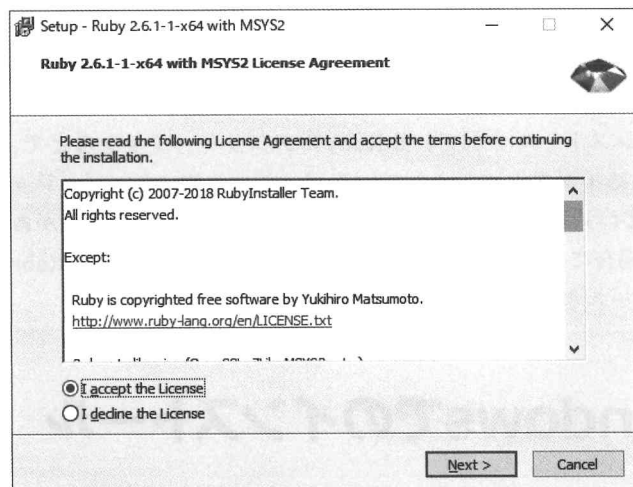 Setup - Ruby 2.6.1-1-x64 with MSYS2
Ruby 2.6.1-1-x64 with MSYS2 License Agreement
Please read the following License Agreement and accept the terms before continuing
the installation.
Copyright (c) 2007-2018 RubyInstaller Team.
All rights reserved.
Except:
Ruby is copyrighted free software by Yukihiro Matsumoto.
http://www.ruby-lang.org/en/LICENSE.txt
I accept the License
I decline the License
Next >
Cancel